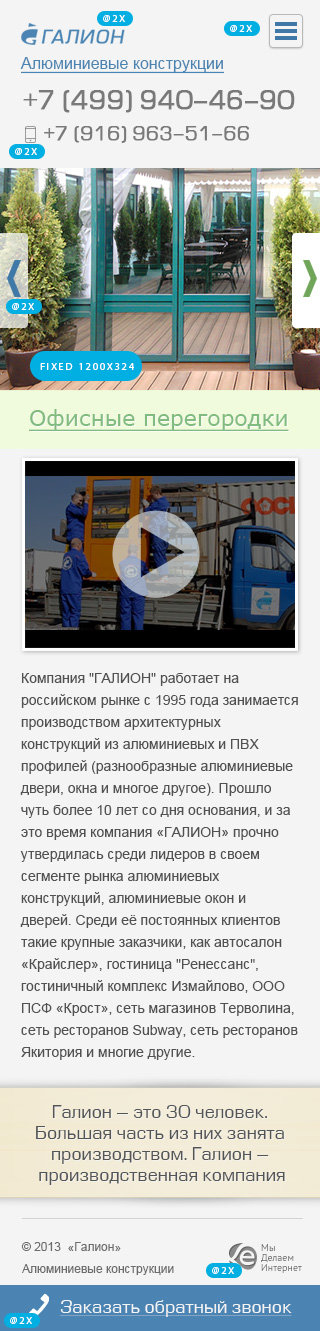 @2X
@2X
ГАЛИОН
Алюминиевые конструкции
+7 (499) 940–46–90
+7 (916) 963–51–66
@2X
@2X
FIXED 1200X324
Офисные перегородки
Компания "ГАЛИОН" работает на
российском рынке с 1995 года занимается
производством архитектурных
конструкций из алюминиевых и ПВХ
профилей (разнообразные алюминиевые
двери, окна и многое другое). Прошло
чуть более 10 лет со дня основания, и за
это время компания «ГАЛИОН» прочно
утвердилась среди лидеров в своем
сегменте рынка алюминиевых
конструкций, алюминиевые окон и
дверей. Среди её постоянных клиентов
такие крупные заказчики, как автосалон
«Крайслер», гостиница "Ренессанс",
гостиничный комплекс Измайлово, ООО
ПСФ «Крост», сеть магазинов Терволина,
сеть ресторанов Subway, сеть ресторанов
Якитория и многие другие.
Галион – это 30 человек.
Большая часть из них занята
производством. Галион –
производственная компания
© 2013 «Галион»
Алюминиевые конструкции
Мы
Делаем
Интернет
@2X
Заказать обратный звонок
@2X